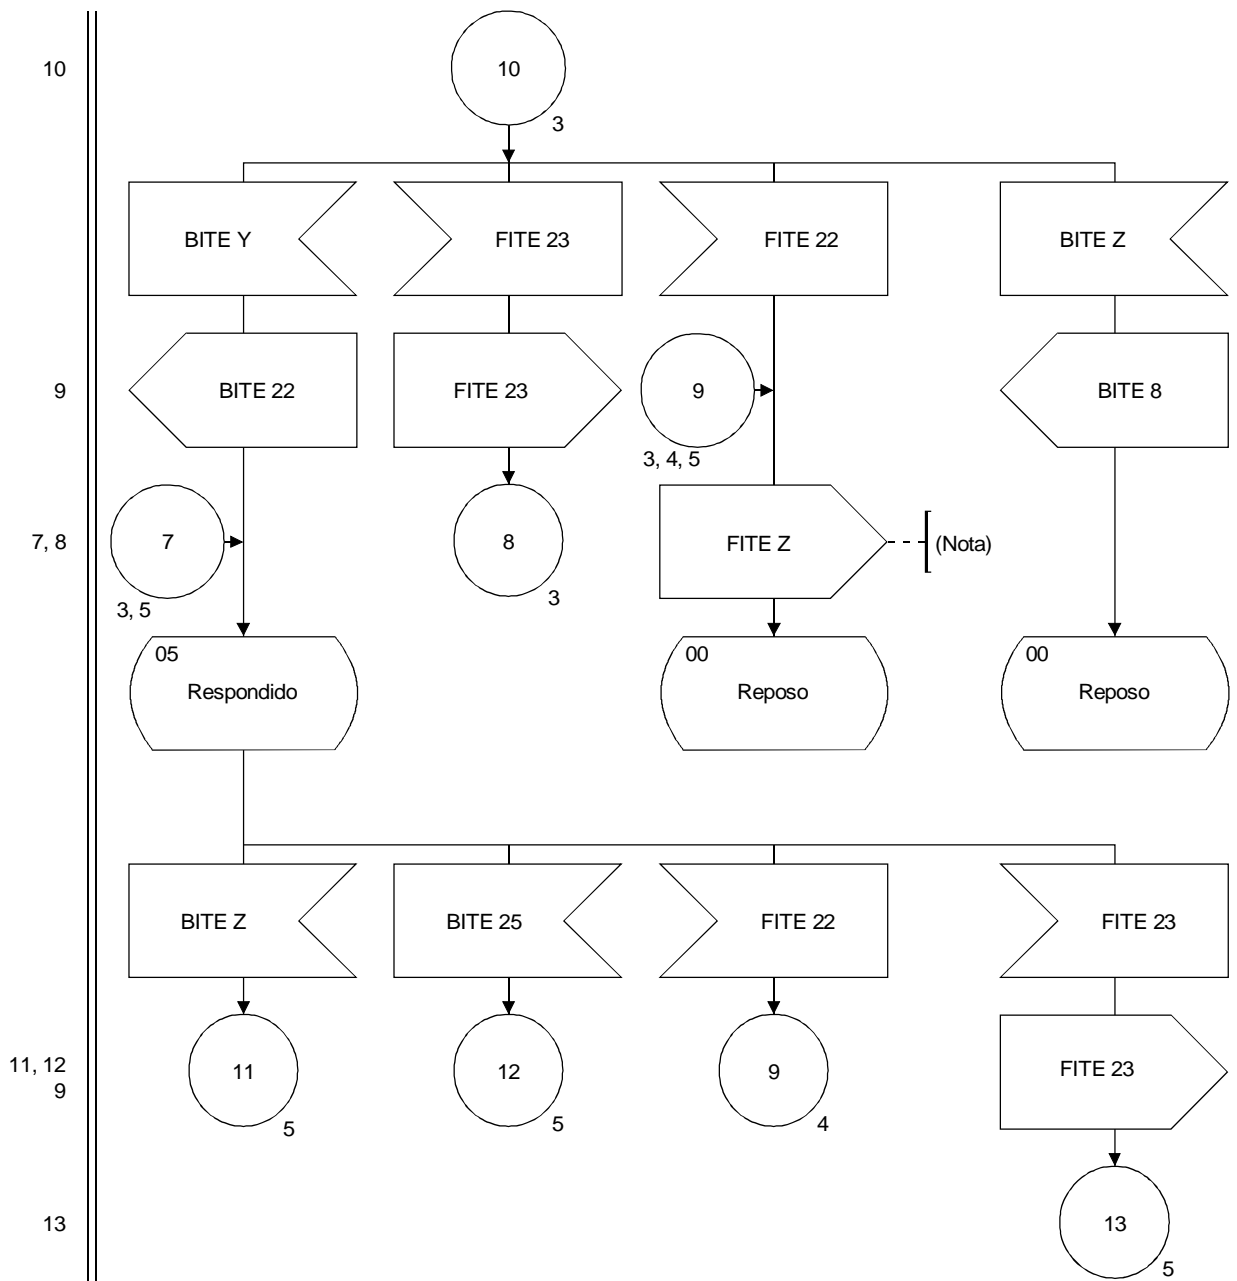 10
10
3
BITE Y
FITE 23
FITE 22
BITE Z
9
BITE 22
FITE 23
9
BITE 8
3, 4, 5
7, 8
7
8
FITE Z
(Nota)
3, 5
3
05
Respondido
00
Reposo
00
Reposo
BITE Z
BITE 25
FITE 22
FITE 23
11, 12
9
11
12
9
FITE 23
5
5
4
13
13
5